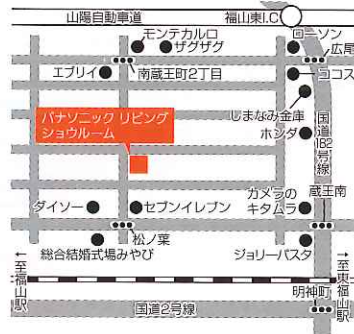 山陽自動車道
福山東I.C
モンテカルロ
ザグザグ
ローソン
広尾
エブリイ
南蔵王町2丁目
ココス
しまなみ金庫
パナソニック リビング
ショウルーム
ホンダ
国道182号線
ダイソー
セブンイレブン
カメラの
キタムラ
蔵王南
松ノ葉
総合結婚式場みやび
ジョリーパスタ
←至福山駅
明神町
→至東福山駅
国道2号線